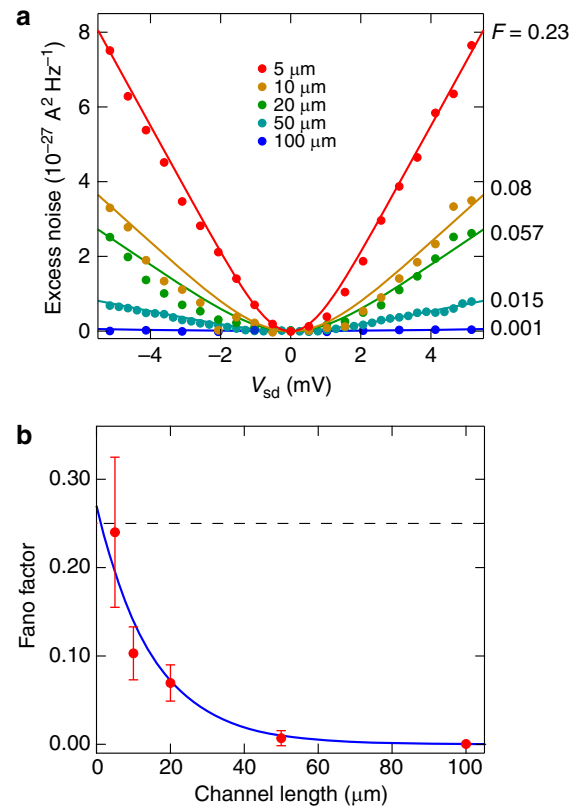 a
Excess noise (10⁻²⁷ A² Hz⁻¹)
8
6
4
2
0
5 μm
10 μm
20 μm
50 μm
100 μm
F = 0.23
0.08
0.057
0.015
0.001
−4 −2 0 2 4
Vsd (mV)
b
Fano factor
0.30
0.20
0.10
0.00
0 20 40 60 80 100
Channel length (μm)